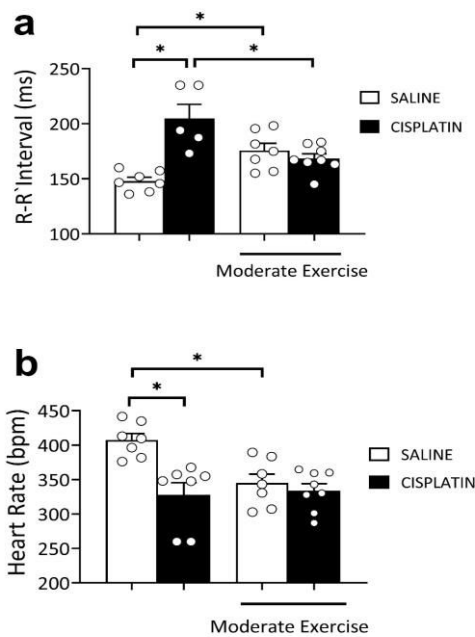 a
R-R`Interval (ms)
250
200
150
100
*
*
*
SALINE
CISPLATIN
Moderate Exercise
b
Heart Rate (bpm)
450
400
350
300
250
200
*
*
SALINE
CISPLATIN
Moderate Exercise